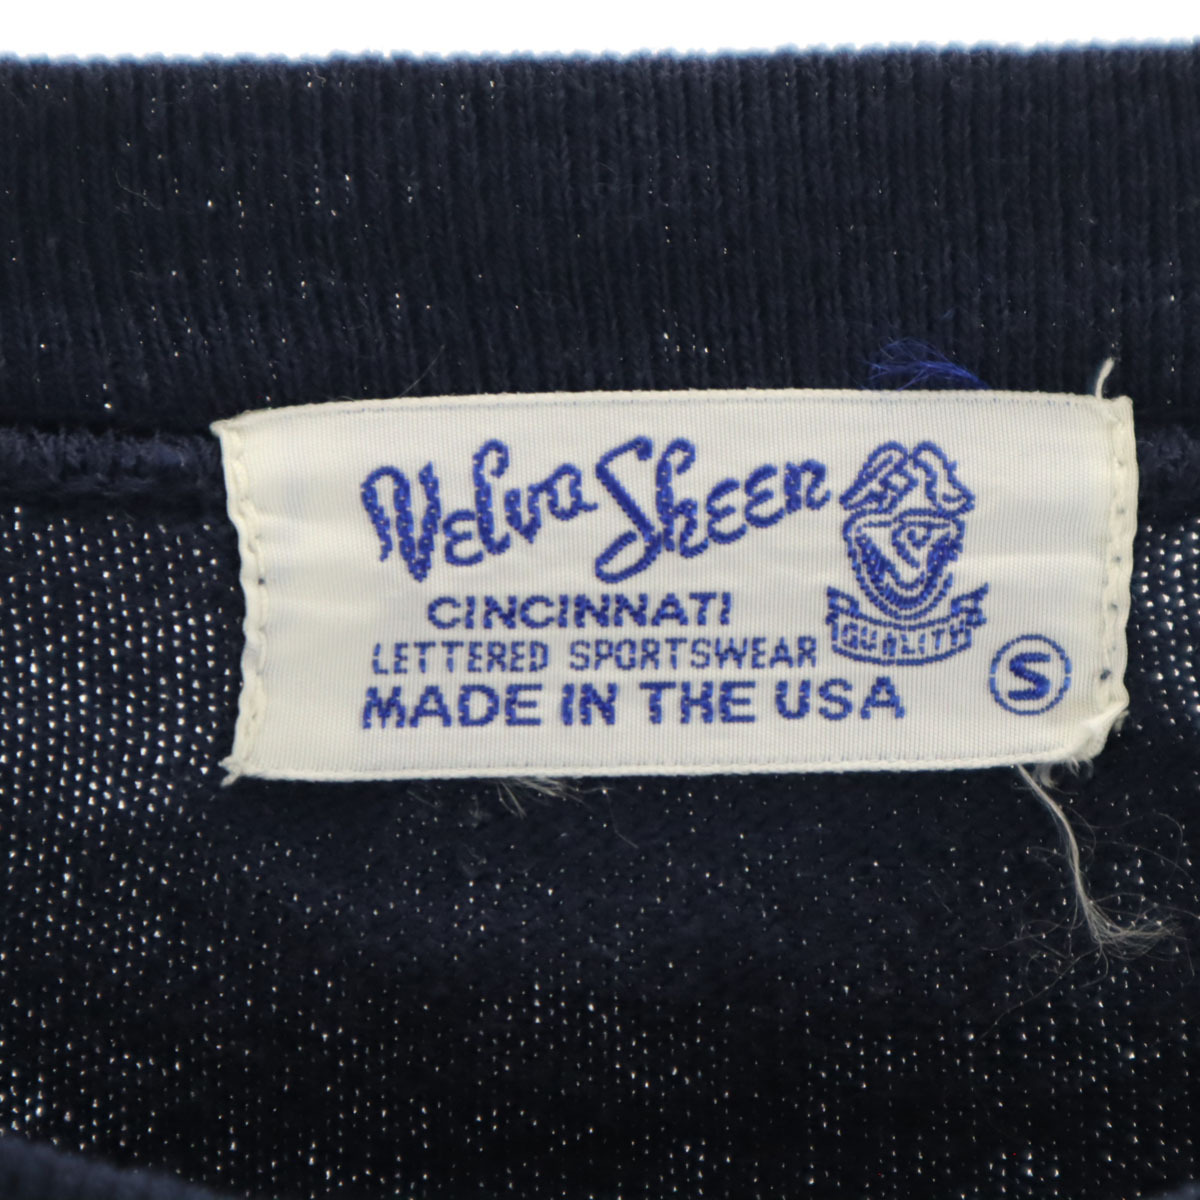 Velva Sheen
CINCINNATI
LETTERED SPORTSWEAR
MADE IN THE USA
QUALITY
S